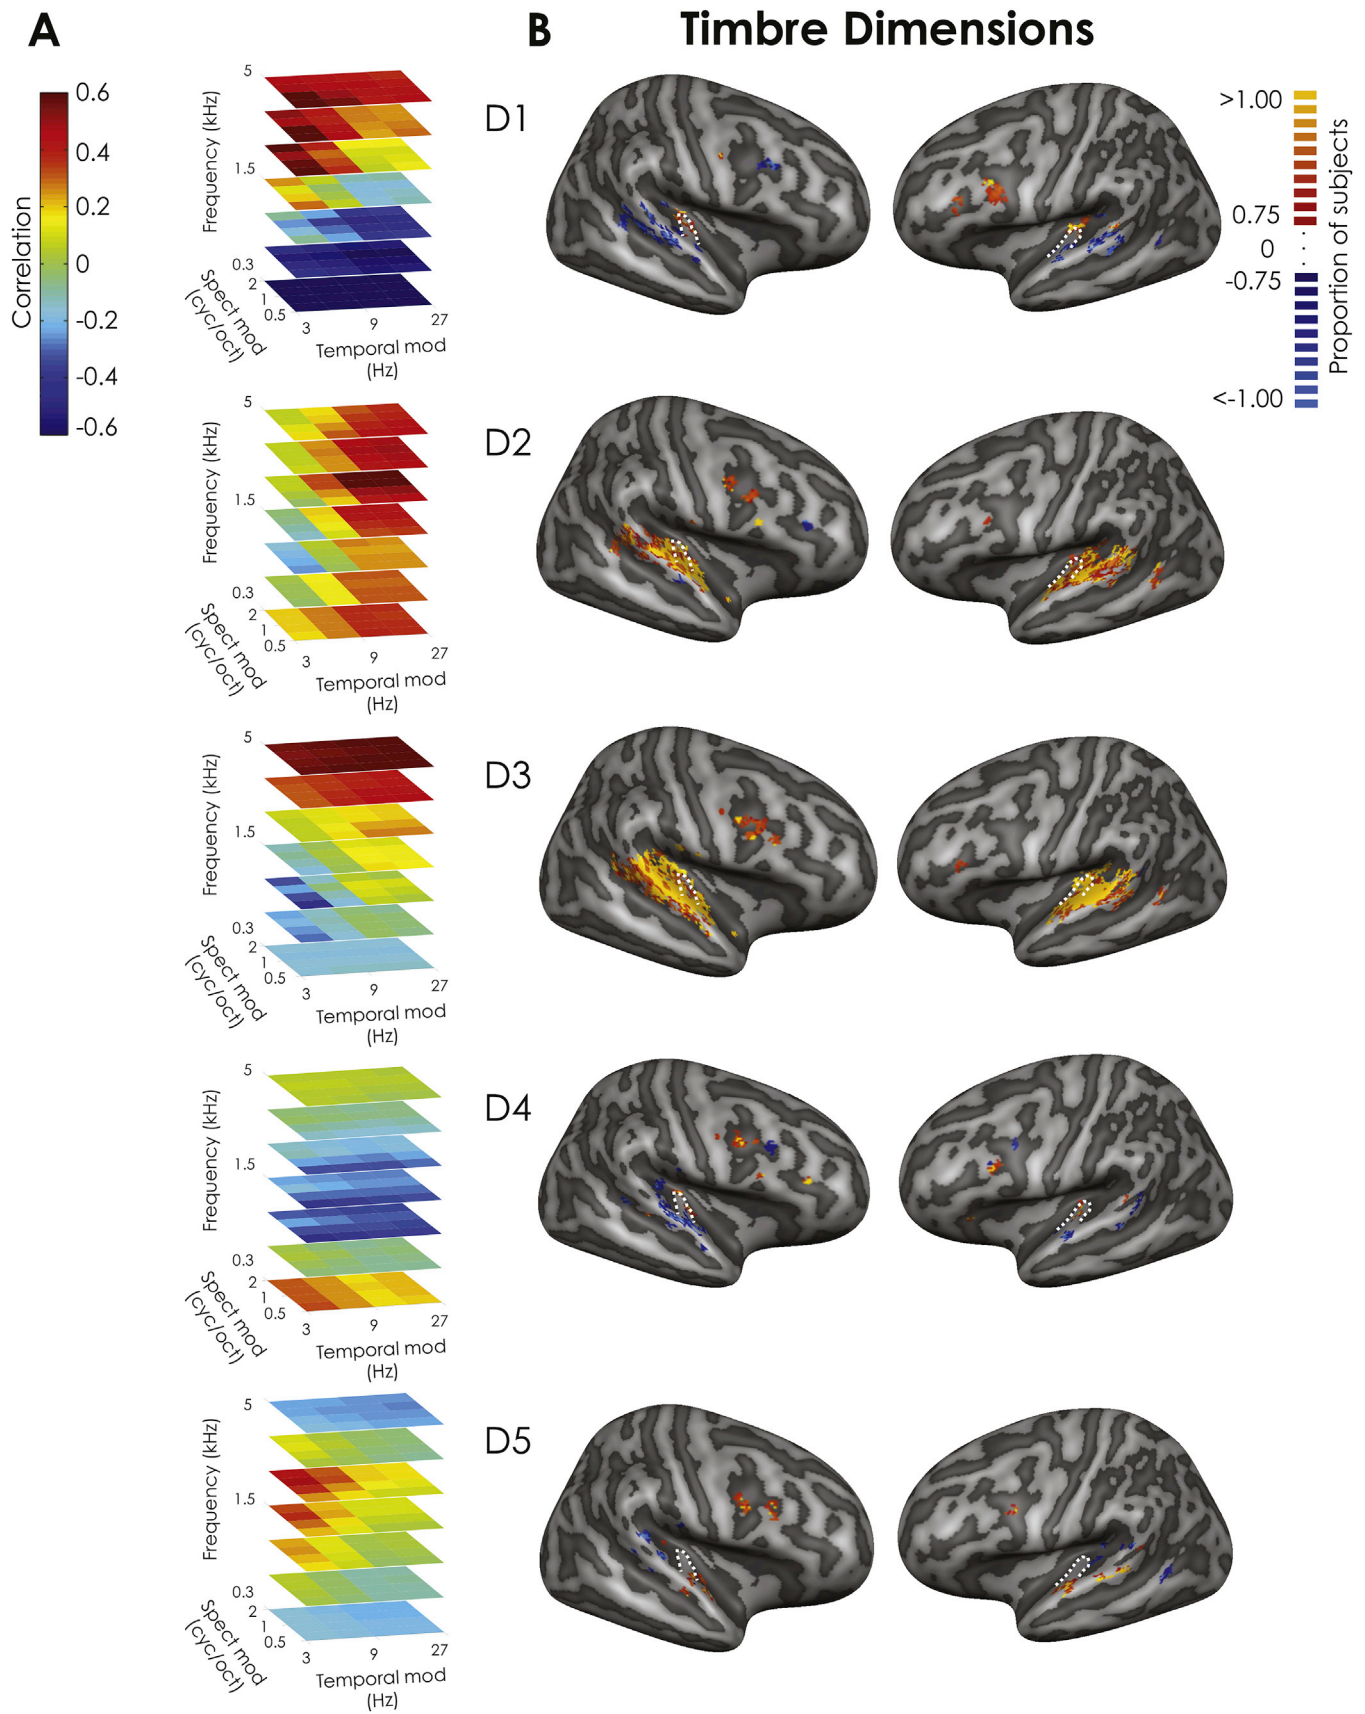 A
B
Timbre Dimensions
0.6
0.4
0.2
0
-0.2
-0.4
-0.6
Correlation
5
1.5
0.3
Frequency (kHz)
2
1
0.5
Spect mod
(cyc/oct)
3
9
27
Temporal mod
(Hz)
D1
>1.00
0.75
0
-0.75
<-1.00
Proportion of subjects
5
1.5
0.3
Frequency (kHz)
2
1
0.5
Spect mod
(cyc/oct)
3
9
27
Temporal mod
(Hz)
D2
5
1.5
0.3
Frequency (kHz)
2
1
0.5
Spect mod
(cyc/oct)
3
9
27
Temporal mod
(Hz)
D3
5
1.5
0.3
Frequency (kHz)
2
1
0.5
Spect mod
(cyc/oct)
3
9
27
Temporal mod
(Hz)
D4
5
1.5
0.3
Frequency (kHz)
2
1
0.5
Spect mod
(cyc/oct)
3
9
27
Temporal mod
(Hz)
D5